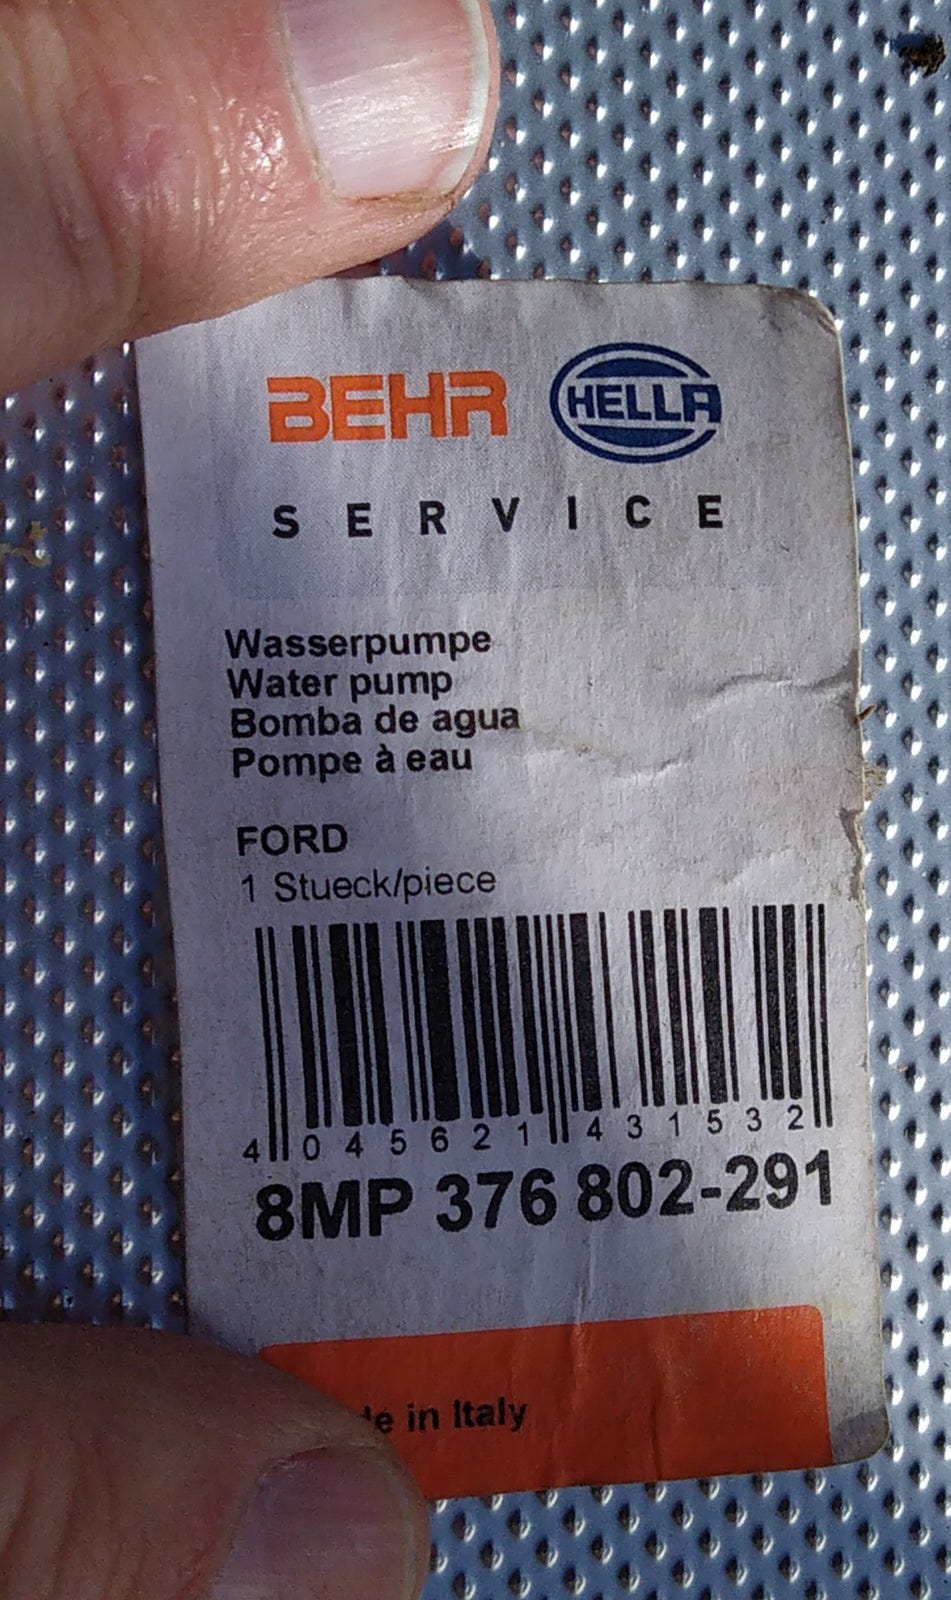 BEHR HELLA
SERVICE
Wasserpumpe
Water pump
Bomba de agua
Pompe à eau
FORD
1 Stueck/piece
4 045621 431532
8MP 376 802-291
de in Italy